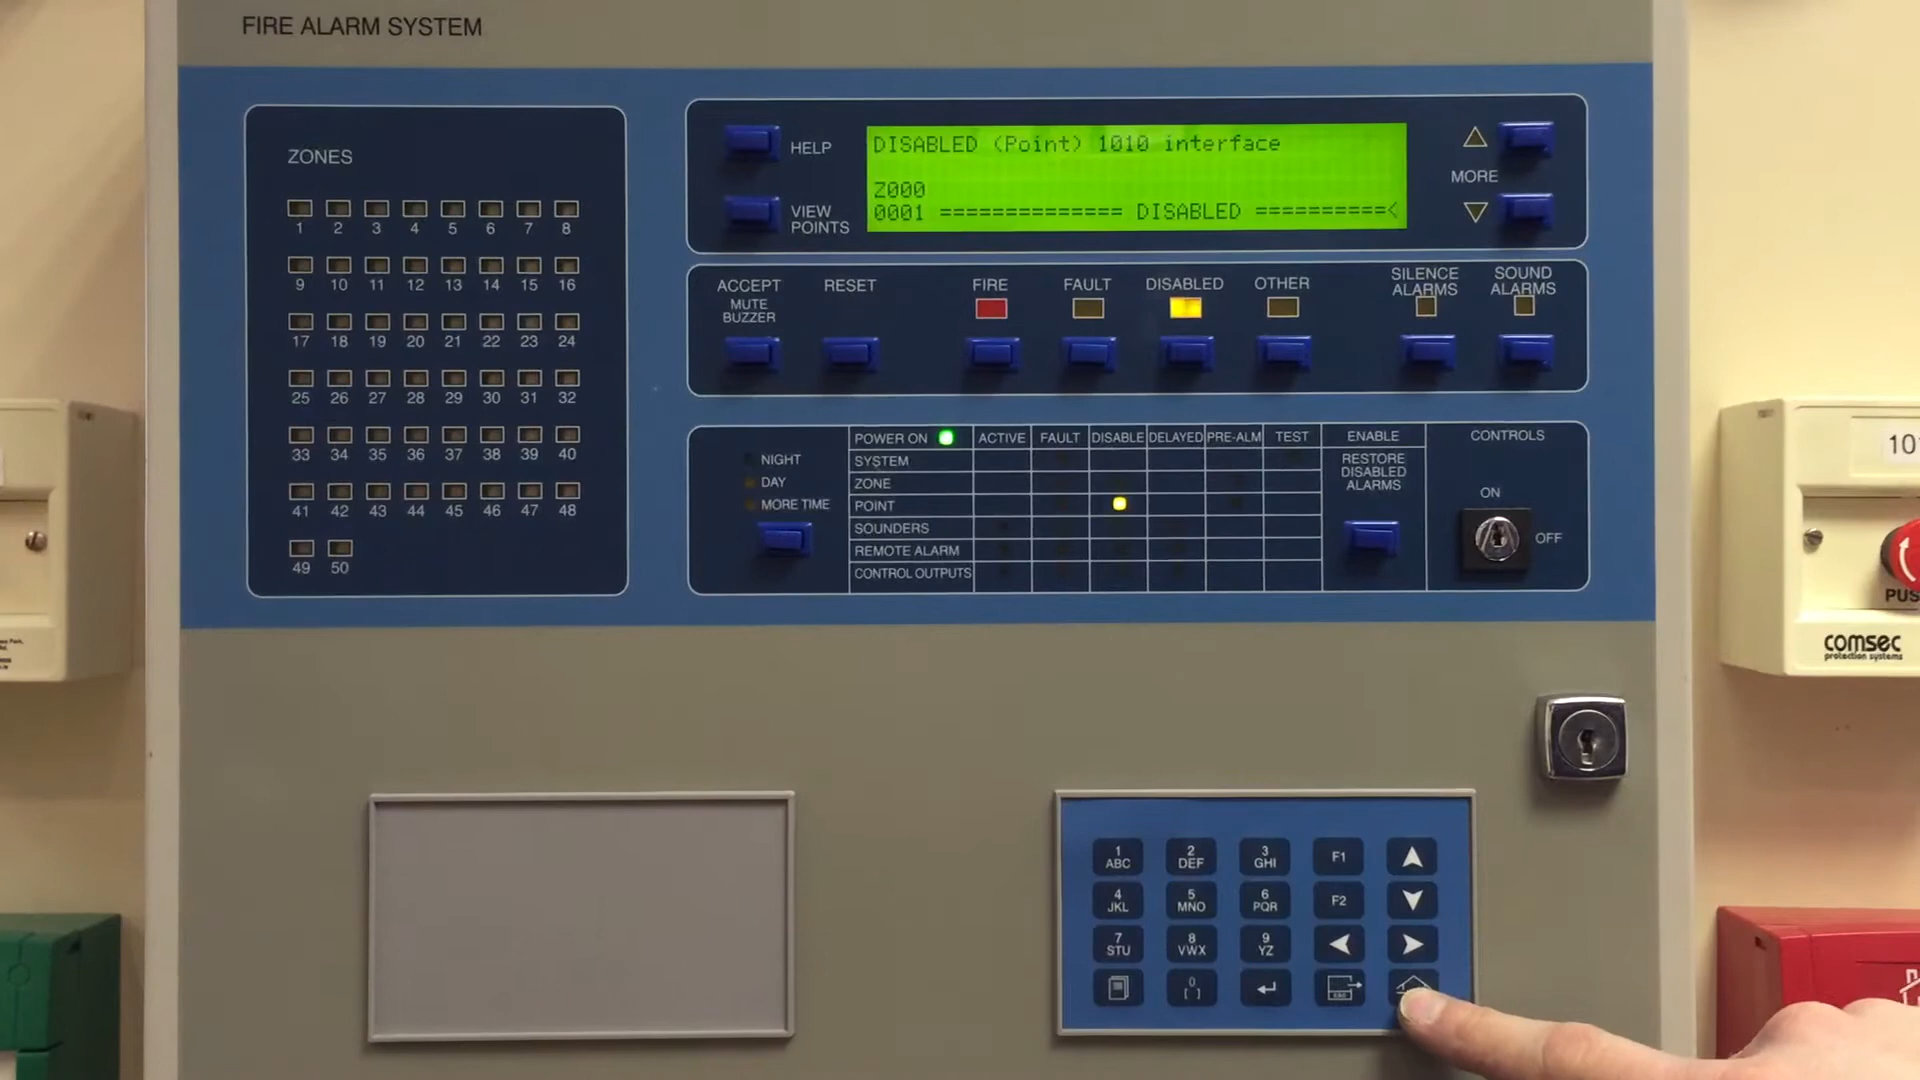 FIRE ALARM SYSTEM
ZONES
1 2 3 4 5 6 7 8
9 10 11 12 13 14 15 16
17 18 19 20 21 22 23 24
25 26 27 28 29 30 31 32
33 34 35 36 37 38 39 40
41 42 43 44 45 46 47 48
49 50
HELP
VIEW
POINTS
DISABLED (Point) 1010 interface
Z000
0001 ============== DISABLED ==========<
MORE
ACCEPT
MUTE
BUZZER
RESET
FIRE
FAULT
DISABLED
OTHER
SILENCE
ALARMS
SOUND
ALARMS
NIGHT
DAY
MORE TIME
POWER ON ACTIVE FAULT DISABLE DELAYED PRE-ALM TEST
SYSTEM
ZONE
POINT
SOUNDERS
REMOTE ALARM
CONTROL OUTPUTS
ENABLE
RESTORE
DISABLED
ALARMS
CONTROLS
ON
OFF
10
PUS
comsec
protection systems
1 ABC
2 DEF
3 GHI
F1
4 JKL
5 MNO
6 PQR
F2
7 STU
8 VWX
9 YZ
0 [ ]
ESC